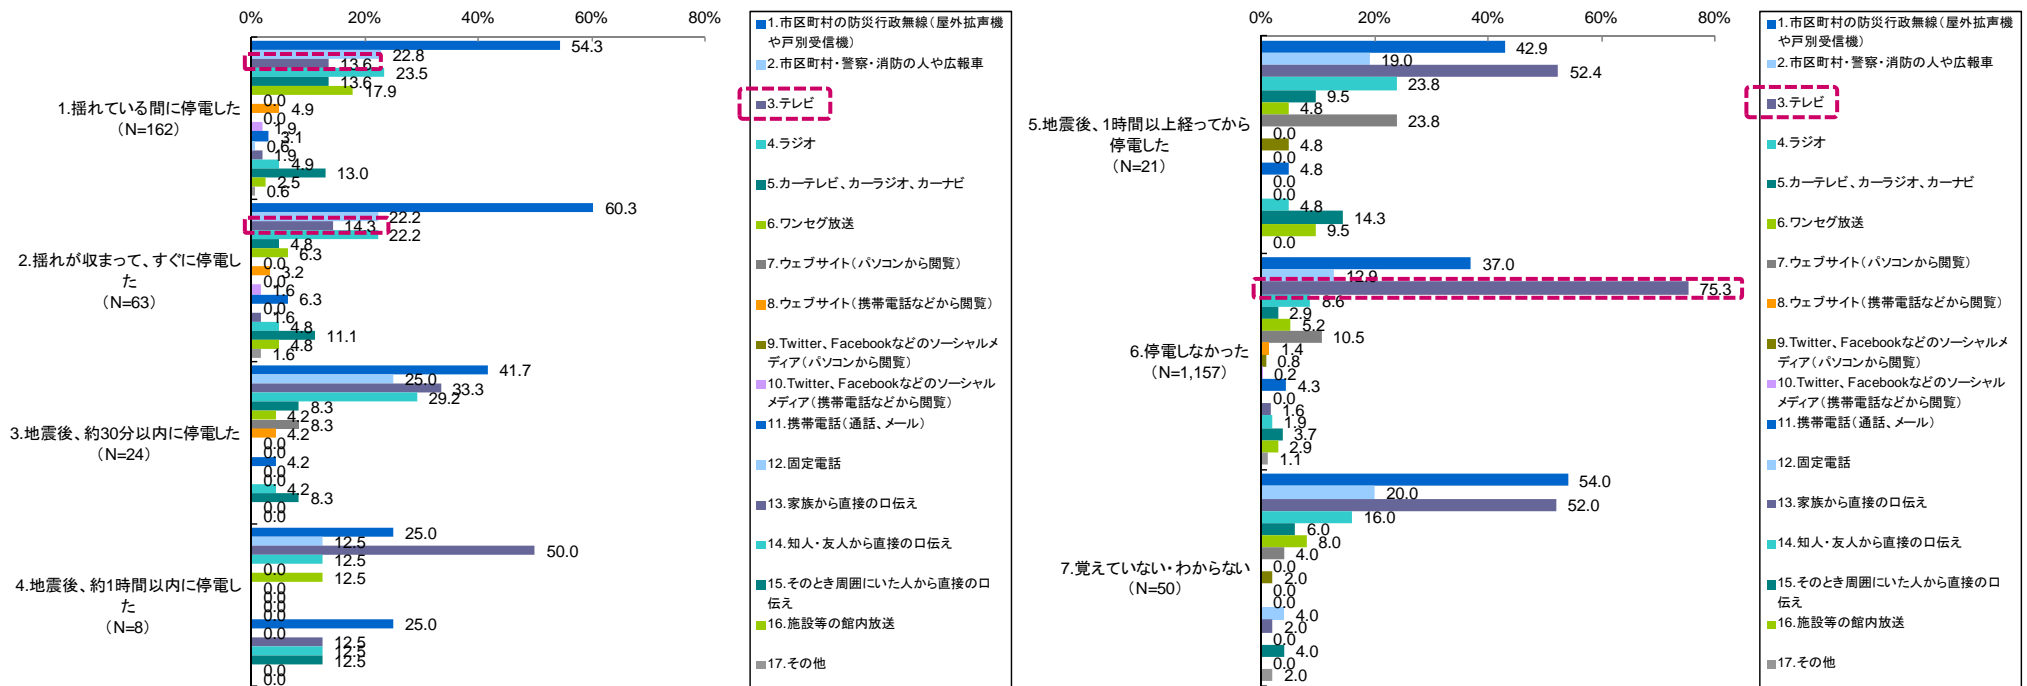 0%
20%
40%
60%
80%
1.揺れている間に停電した
（N=162）
54.3
22.8
13.6
23.5
13.6
17.9
0.0
4.9
0.0
1.9
3.1
0.6
1.9
4.9
13.0
2.5
0.6
2.揺れが収まって、すぐに停電し
た
（N=63）
60.3
22.2
14.3
22.2
4.8
6.3
0.0
3.2
0.0
1.6
6.3
0.0
1.6
4.8
11.1
4.8
1.6
3.地震後、約30分以内に停電した
（N=24）
41.7
25.0
33.3
29.2
8.3
4.2
8.3
4.2
0.0
0.0
4.2
0.0
0.0
4.2
8.3
0.0
0.0
4.地震後、約1時間以内に停電し
た
（N=8）
25.0
12.5
50.0
12.5
0.0
12.5
0.0
0.0
0.0
0.0
25.0
0.0
12.5
12.5
12.5
0.0
0.0
1.市区町村の防災行政無線（屋外拡声機
や戸別受信機）
2.市区町村・警察・消防の人や広報車
3.テレビ
4.ラジオ
5.カーテレビ、カーラジオ、カーナビ
6.ワンセグ放送
7.ウェブサイト（パソコンから閲覧）
8.ウェブサイト（携帯電話などから閲覧）
9.Twitter、Facebookなどのソーシャルメ
ディア（パソコンから閲覧）
10.Twitter、Facebookなどのソーシャル
メディア（携帯電話などから閲覧）
11.携帯電話（通話、メール）
12.固定電話
13.家族から直接の口伝え
14.知人・友人から直接の口伝え
15.そのとき周囲にいた人から直接の口
伝え
16.施設等の館内放送
17.その他
0%
20%
40%
60%
80%
5.地震後、1時間以上経ってから
停電した
（N=21）
42.9
19.0
52.4
23.8
9.5
4.8
23.8
0.0
4.8
0.0
4.8
0.0
0.0
4.8
14.3
9.5
0.0
6.停電しなかった
（N=1,157）
37.0
12.9
75.3
8.6
2.9
5.2
10.5
1.4
0.8
0.2
4.3
0.0
1.6
1.9
3.7
2.9
1.1
7.覚えていない・わからない
（N=50）
54.0
20.0
52.0
16.0
6.0
8.0
4.0
0.0
2.0
0.0
0.0
4.0
2.0
0.0
4.0
0.0
2.0
1.市区町村の防災行政無線（屋外拡声機
や戸別受信機）
2.市区町村・警察・消防の人や広報車
3.テレビ
4.ラジオ
5.カーテレビ、カーラジオ、カーナビ
6.ワンセグ放送
7.ウェブサイト（パソコンから閲覧）
8.ウェブサイト（携帯電話などから閲覧）
9.Twitter、Facebookなどのソーシャルメ
ディア（パソコンから閲覧）
10.Twitter、Facebookなどのソーシャル
メディア（携帯電話などから閲覧）
11.携帯電話（通話、メール）
12.固定電話
13.家族から直接の口伝え
14.知人・友人から直接の口伝え
15.そのとき周囲にいた人から直接の口
伝え
16.施設等の館内放送
17.その他